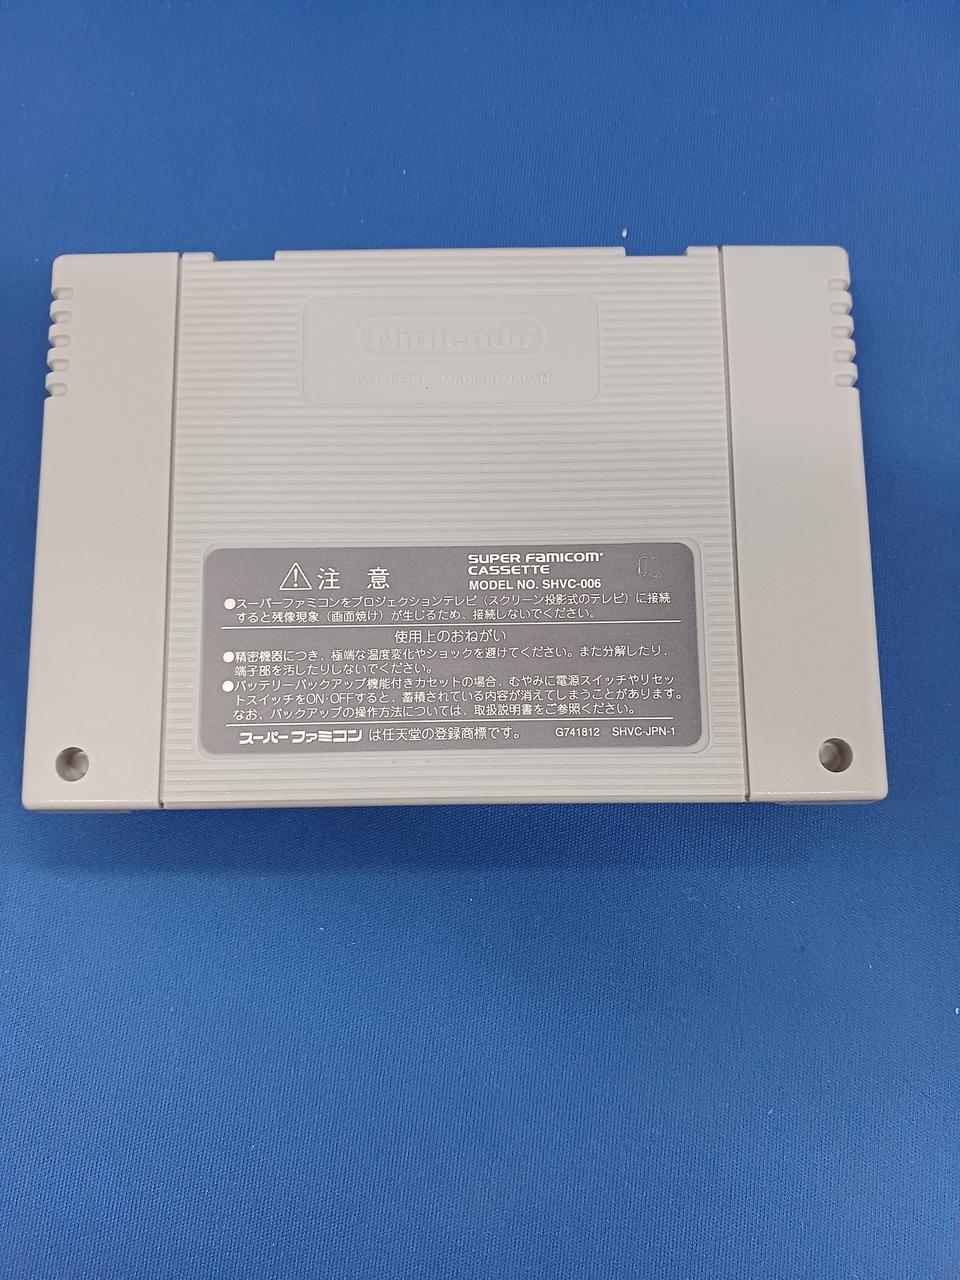 Nintendo
PAT. PEND. MADE IN JAPAN
⚠注意
SUPER FAMICOM
CASSETTE
MODEL NO. SHVC-006
●スーパーファミコンをプロジェクションテレビ（スクリーン投影式のテレビ）に接続
すると残像現象（画面焼け）が生じるため、接続しないでください。
使用上のおねがい
●精密機器につき、極端な温度変化やショックを避けてください。また分解したり、
端子部を汚したりしないでください。
●バッテリーバックアップ機能付きカセットの場合、むやみに電源スイッチやリセッ
トスイッチをON・OFFすると、蓄積されている内容が消えてしまうことがあります。
なお、バックアップの操作方法については、取扱説明書をご参照ください。
スーパーファミコンは任天堂の登録商標です。
G741812 SHVC-JPN-1